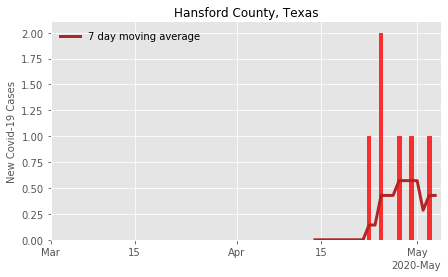 Hansford County, Texas
7 day moving average
New Covid-19 Cases
2.00
1.75
1.50
1.25
1.00
0.75
0.50
0.25
0.00
Mar
15
Apr
15
May
2020-May